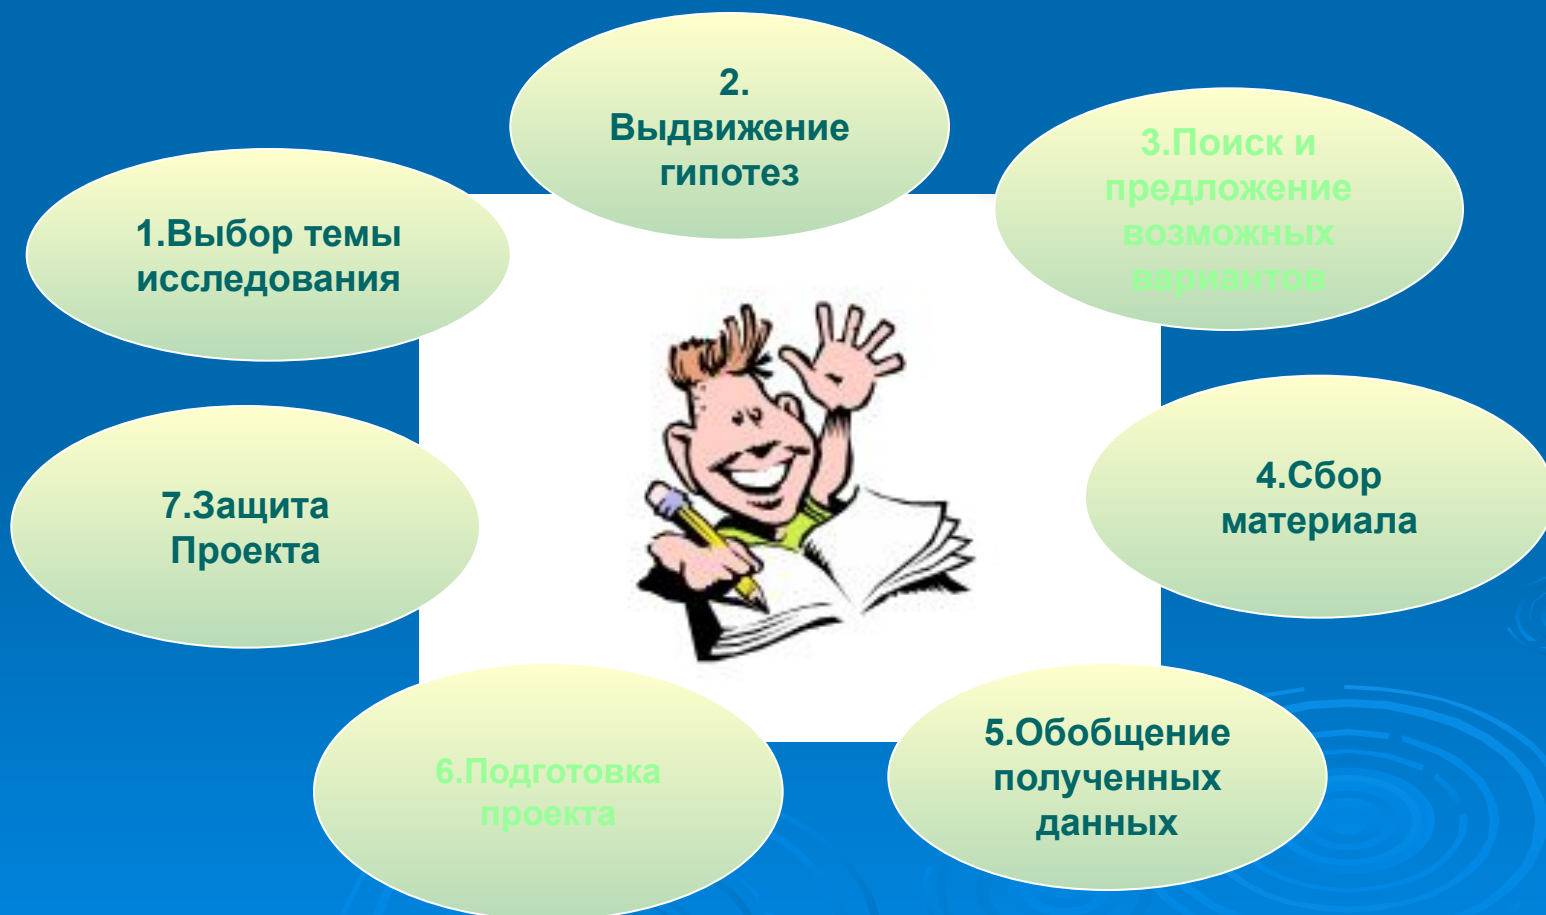 1.Выбор темы
исследования
2.
Выдвижение
гипотез
3.Поиск и
предложение
возможных
вариантов
4.Сбор
материала
5.Обобщение
полученных
данных
6.Подготовка
проекта
7.Защита
Проекта